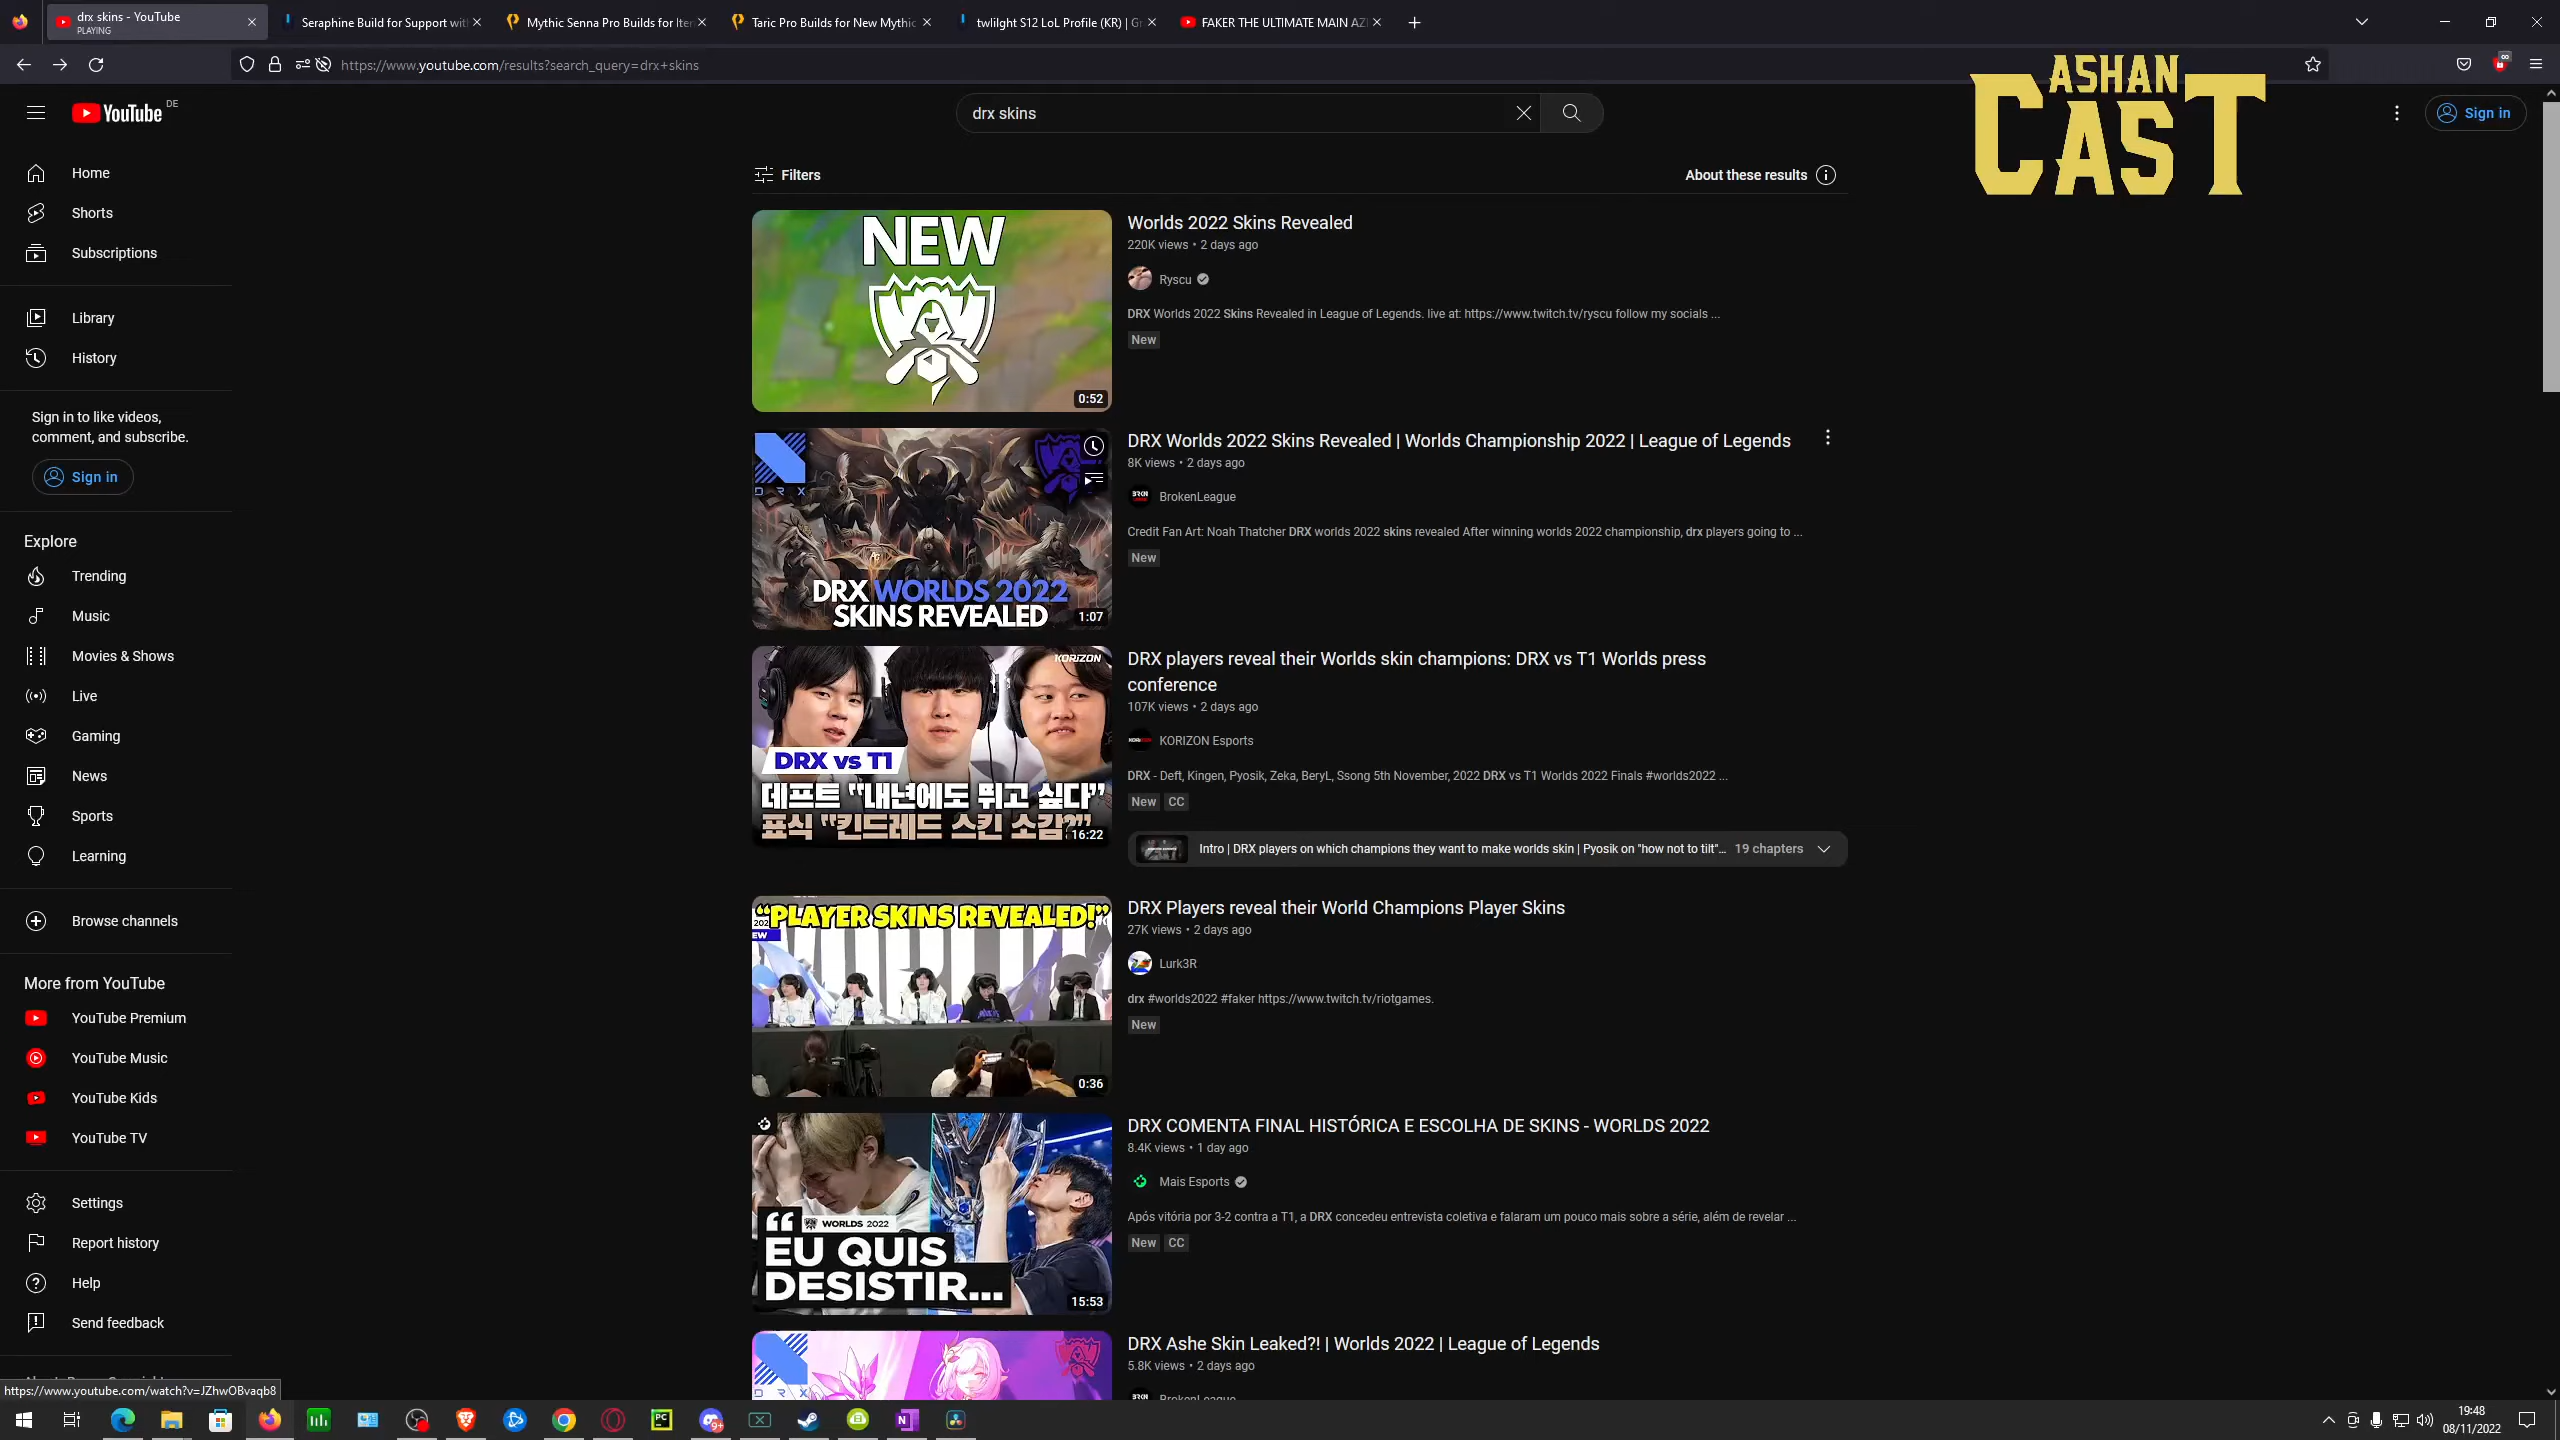 drx skins - YouTube
PLAYING
Seraphine Build for Support wit
Mythic Senna Pro Builds for Iter
Taric Pro Builds for New Mythic
twlilght S12 LoL Profile (KR) | Gr
FAKER THE ULTIMATE MAIN AZI
https://www.youtube.com/results?search_query=drx+skins
ASHAN
CAST
YouTube DE
drx skins
Sign in
Home
Shorts
Subscriptions
Library
History
Sign in to like videos,
comment, and subscribe.
Sign in
Explore
Trending
Music
Movies & Shows
Live
Gaming
News
Sports
Learning
Browse channels
More from YouTube
YouTube Premium
YouTube Music
YouTube Kids
YouTube TV
Settings
Report history
Help
Send feedback
https://www.youtube.com/watch?v=JZhwOBvaqb8
Filters
About these results
NEW
0:52
Worlds 2022 Skins Revealed
220K views • 2 days ago
Ryscu
DRX Worlds 2022 Skins Revealed in League of Legends. live at: https://www.twitch.tv/ryscu follow my socials ...
New
DRX
DRX WORLDS 2022
SKINS REVEALED
1:07
DRX Worlds 2022 Skins Revealed | Worlds Championship 2022 | League of Legends
8K views • 2 days ago
BrokenLeague
Credit Fan Art: Noah Thatcher DRX worlds 2022 skins revealed After winning worlds 2022 championship, drx players going to ...
New
KORIZON
DRX vs T1
데프트 “내년에도 뛰고 싶다”
표식 “킨드레드 스킨 소감?”
16:22
DRX players reveal their Worlds skin champions: DRX vs T1 Worlds press
conference
107K views • 2 days ago
KORIZON Esports
DRX - Deft, Kingen, Pyosik, Zeka, BeryL, Ssong 5th November, 2022 DRX vs T1 Worlds 2022 Finals #worlds2022 ...
New CC
Intro | DRX players on which champions they want to make worlds skin | Pyosik on "how not to tilt"... 19 chapters
“PLAYER SKINS REVEALED!”
0:36
DRX Players reveal their World Champions Player Skins
27K views • 2 days ago
Lurk3R
drx #worlds2022 #faker https://www.twitch.tv/riotgames.
New
“ WORLDS 2022
EU QUIS
DESISTIR...
15:53
DRX COMENTA FINAL HISTÓRICA E ESCOLHA DE SKINS - WORLDS 2022
8.4K views • 1 day ago
Mais Esports
Após vitória por 3-2 contra a T1, a DRX concedeu entrevista coletiva e falaram um pouco mais sobre a série, além de revelar ...
New CC
DRX
DRX Ashe Skin Leaked?! | Worlds 2022 | League of Legends
5.8K views • 2 days ago
BrokenLeague
19:48
08/11/2022